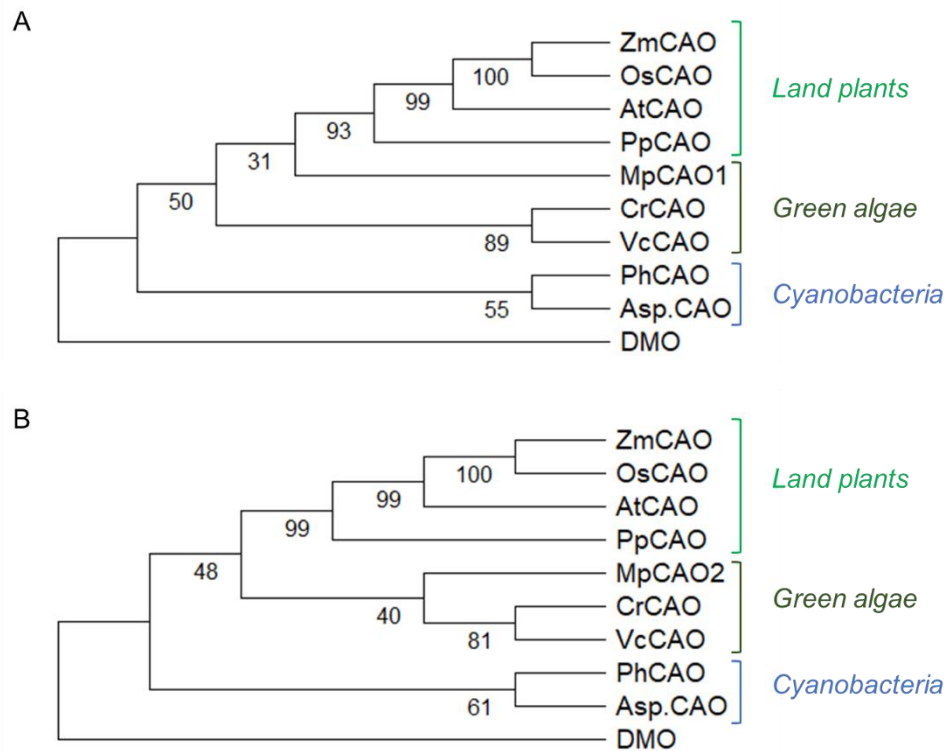 A
ZmCAO
OsCAO
100
Land plants
AtCAO
99
PpCAO
93
31
MpCAO1
50
CrCAO
Green algae
VcCAO
89
PhCAO
Cyanobacteria
Asp.CAO
55
DMO
B
ZmCAO
OsCAO
100
Land plants
AtCAO
99
PpCAO
99
48
MpCAO2
Green algae
CrCAO
40
VcCAO
81
PhCAO
Cyanobacteria
Asp.CAO
61
DMO